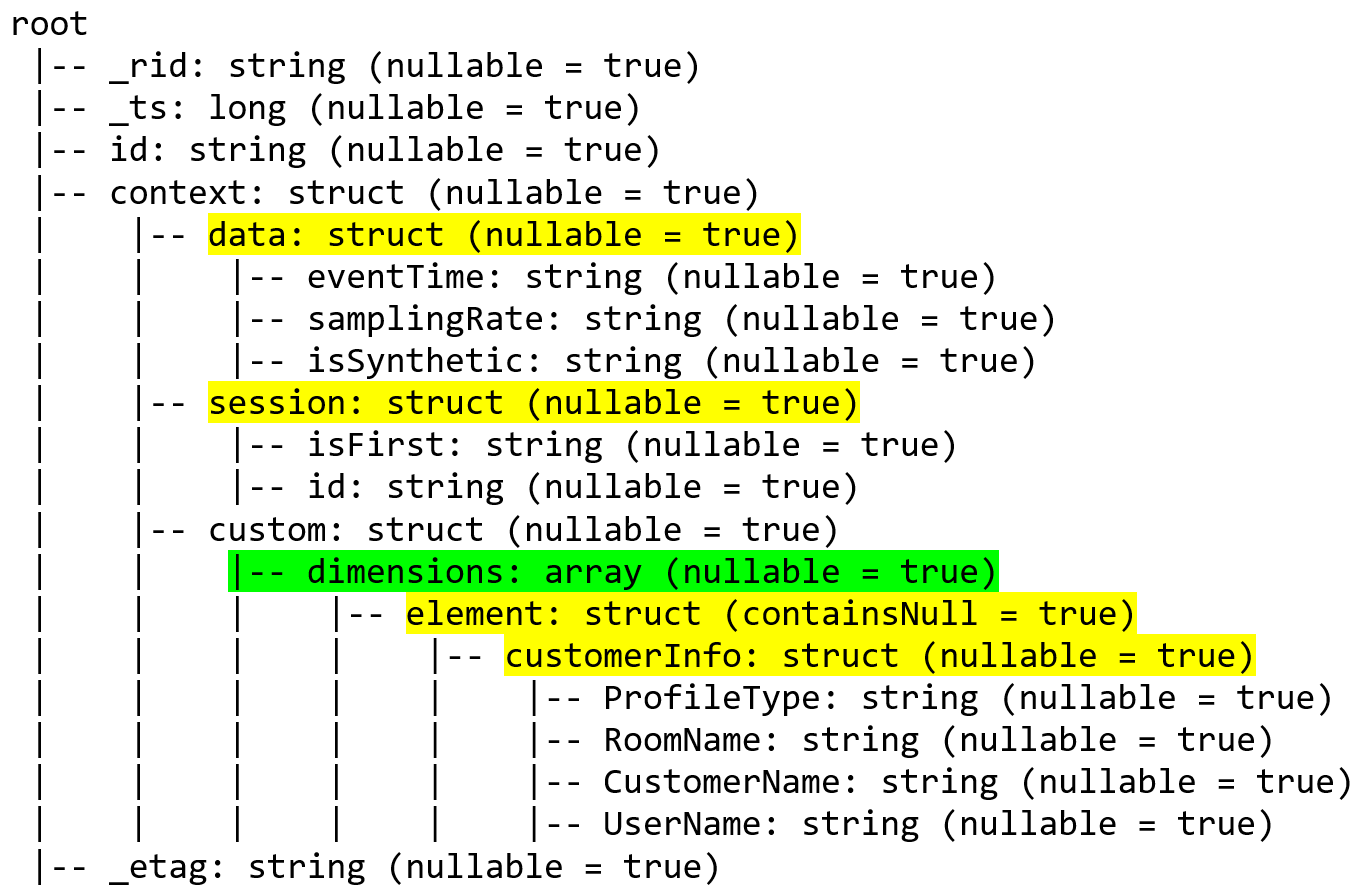 root
 |-- _rid: string (nullable = true)
 |-- _ts: long (nullable = true)
 |-- id: string (nullable = true)
 |-- context: struct (nullable = true)
 |    |-- data: struct (nullable = true)
 |    |    |-- eventTime: string (nullable = true)
 |    |    |-- samplingRate: string (nullable = true)
 |    |    |-- isSynthetic: string (nullable = true)
 |    |-- session: struct (nullable = true)
 |    |    |-- isFirst: string (nullable = true)
 |    |    |-- id: string (nullable = true)
 |    |-- custom: struct (nullable = true)
 |    |    |-- dimensions: array (nullable = true)
 |    |    |    |-- element: struct (containsNull = true)
 |    |    |    |    |-- customerInfo: struct (nullable = true)
 |    |    |    |    |    |-- ProfileType: string (nullable = true)
 |    |    |    |    |    |-- RoomName: string (nullable = true)
 |    |    |    |    |    |-- CustomerName: string (nullable = true)
 |    |    |    |    |    |-- UserName: string (nullable = true)
 |-- _etag: string (nullable = true)